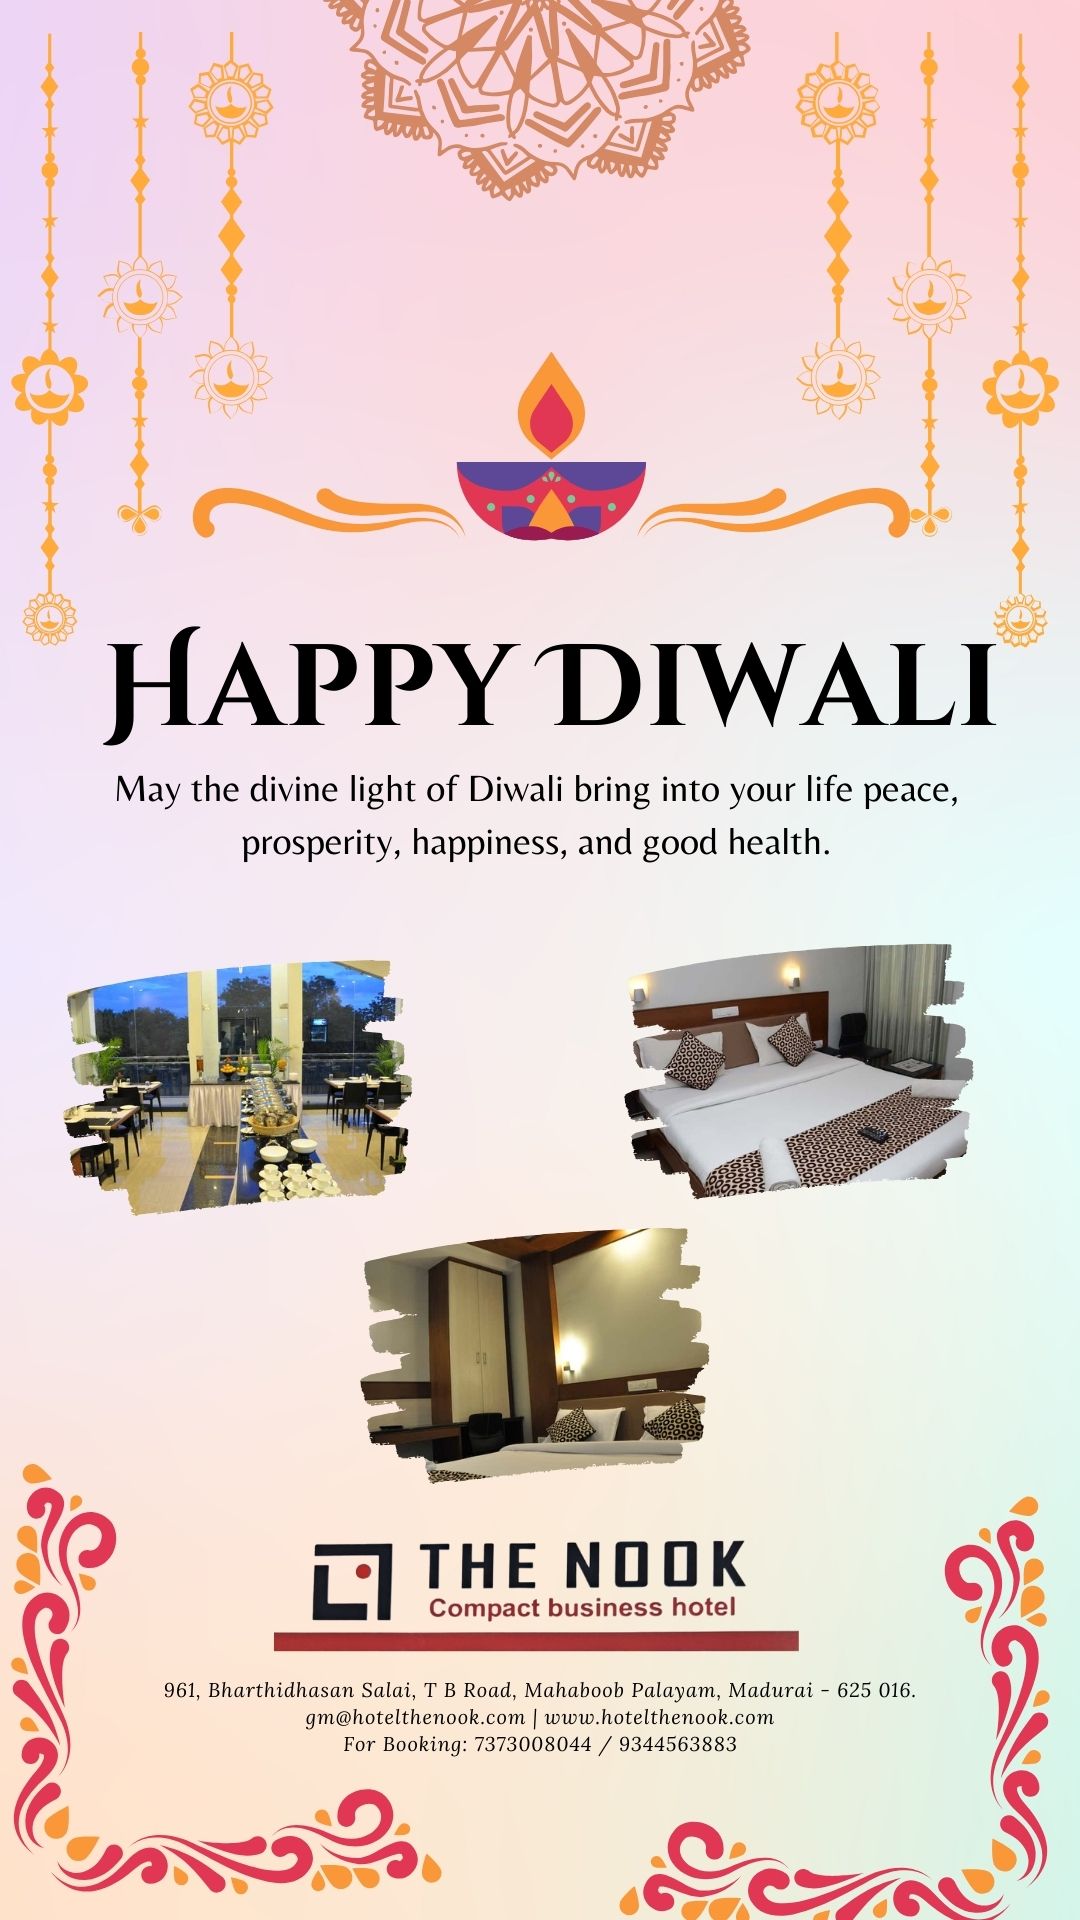 Happy Diwali
May the divine light of Diwali bring into your life peace,
prosperity, happiness, and good health.
THE NOOK
Compact business hotel
961, Bharthidhasan Salai, T B Road, Mahaboob Palayam, Madurai - 625 016.
gm@hotelthenook.com | www.hotelthenook.com
For Booking: 7373008044 / 9344563883